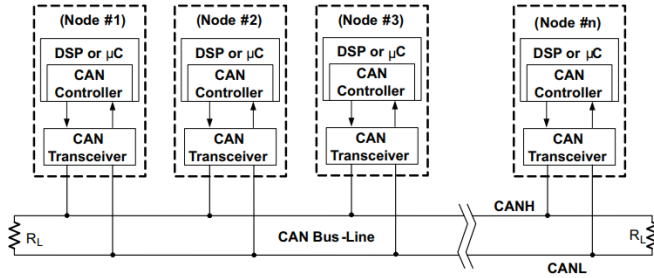 (Node #1)
DSP or µC
CAN
Controller
CAN
Transceiver
(Node #2)
DSP or µC
CAN
Controller
CAN
Transceiver
(Node #3)
DSP or µC
CAN
Controller
CAN
Transceiver
(Node #n)
DSP or µC
CAN
Controller
CAN
Transceiver
CANH
RL
CAN Bus-Line
RL
CANL